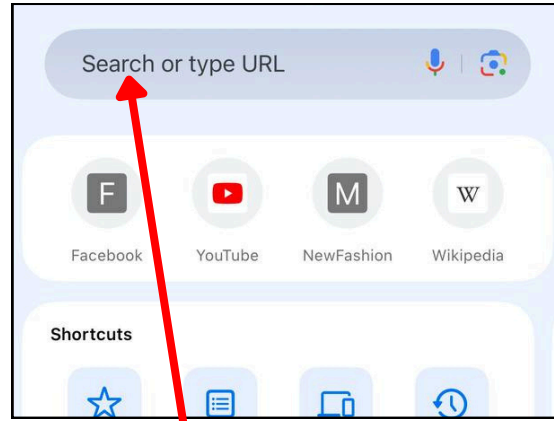 Search or type URL
F
M
W
Facebook
YouTube
NewFashion
Wikipedia
Shortcuts